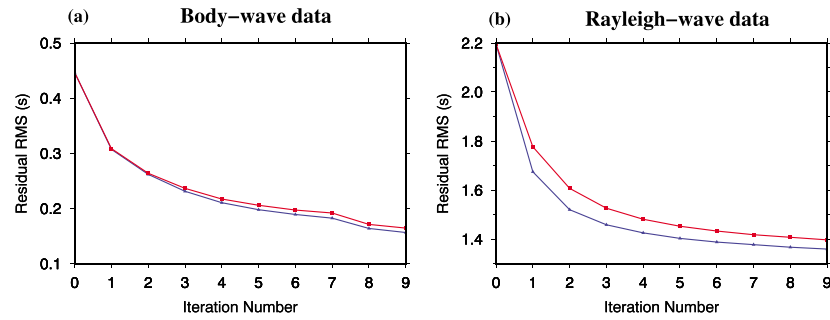 (a) Body−wave data
0.5
0.4
0.3
0.2
0.1
Residual RMS (s)
0 1 2 3 4 5 6 7 8 9
Iteration Number
(b) Rayleigh−wave data
2.2
2.0
1.8
1.6
1.4
Residual RMS (s)
0 1 2 3 4 5 6 7 8 9
Iteration Number